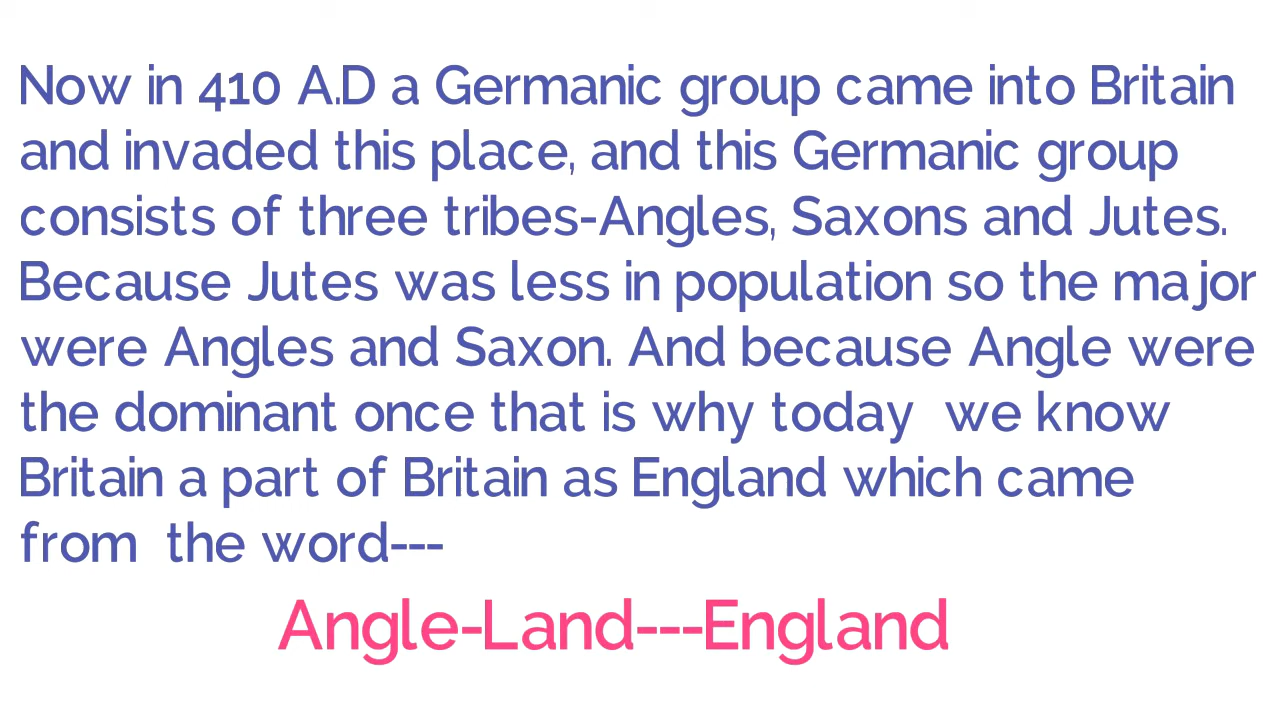 Now in 410 A.D a Germanic group came into Britain
and invaded this place, and this Germanic group
consists of three tribes-Angles, Saxons and Jutes.
Because Jutes was less in population so the major
were Angles and Saxon. And because Angle were
the dominant once that is why today  we know
Britain a part of Britain as England which came
from  the word---
Angle-Land---England